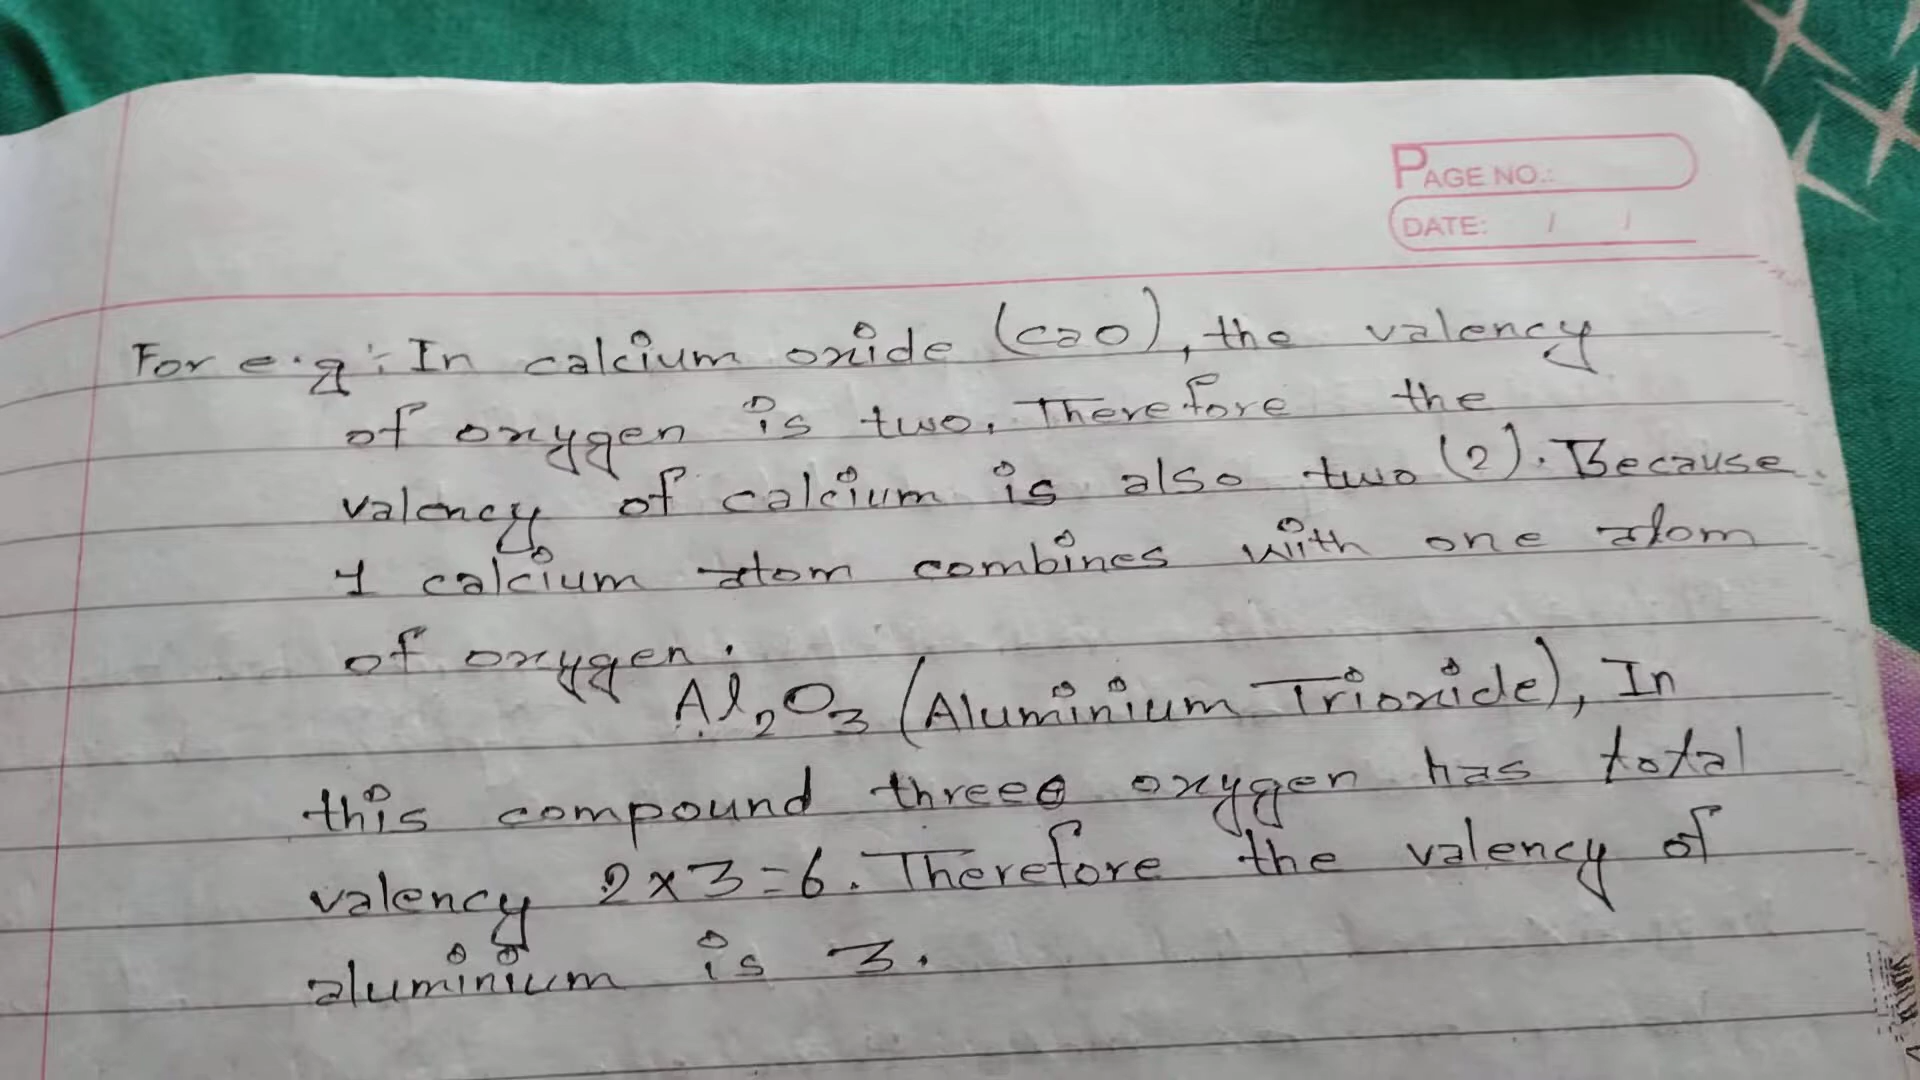 PAGE NO.:
DATE: / /
For e.g:- In calcium oxide (CaO), the valency
of oxygen is two. Therefore the
valency of calcium is also two (2). Because
1 calcium atom combines with one atom
of oxygen.
Al₂O₃ (Aluminium Trioxide), In
this compound three oxygen has total
valency 2x3=6. Therefore the valency of
aluminium is 3.